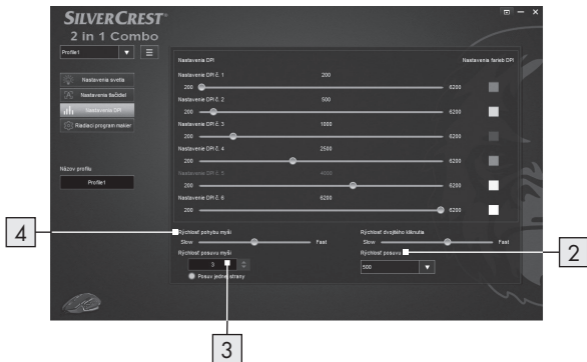 SILVERCREST®
2 in 1 Combo
Profile1
Nastavenia svetla
Nastavenia tlačidiel
Nastavenia DPI
Riadiaci program makier
Názov profilu
Profile1
Nastavenia DPI
Nastavenia farieb DPI
Nastavenie DPI č. 1 200
200 6200
Nastavenie DPI č. 2 500
200 6200
Nastavenie DPI č. 3 1000
200 6200
Nastavenie DPI č. 4 2500
200 6200
Nastavenie DPI č. 5 4000
200 6200
Nastavenie DPI č. 6 6200
200 6200
Rýchlosť pohybu myši
Slow Fast
Rýchlosť posuvu myši
3
Posuv jednej strany
Rýchlosť dvojitého kliknutia
Slow Fast
Rýchlosť posuvu
500
4
2
3